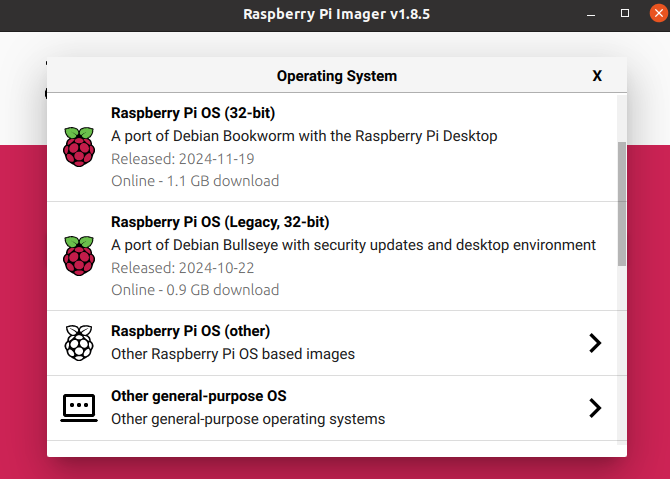 Raspberry Pi Imager v1.8.5
Operating System
X
Raspberry Pi OS (32-bit)
A port of Debian Bookworm with the Raspberry Pi Desktop
Released: 2024-11-19
Online - 1.1 GB download
Raspberry Pi OS (Legacy, 32-bit)
A port of Debian Bullseye with security updates and desktop environment
Released: 2024-10-22
Online - 0.9 GB download
Raspberry Pi OS (other)
Other Raspberry Pi OS based images
Other general-purpose OS
Other general-purpose operating systems